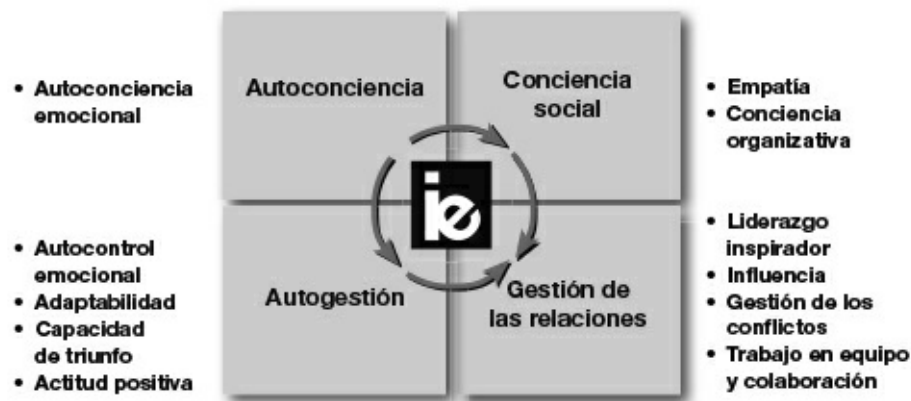 • Autoconciencia
emocional
Autoconciencia
Conciencia
social
• Empatía
• Conciencia
organizativa
ie
• Autocontrol
emocional
• Adaptabilidad
• Capacidad
de triunfo
• Actitud positiva
Autogestión
Gestión de
las relaciones
• Liderazgo
inspirador
• Influencia
• Gestión de los
conflictos
• Trabajo en equipo
y colaboración